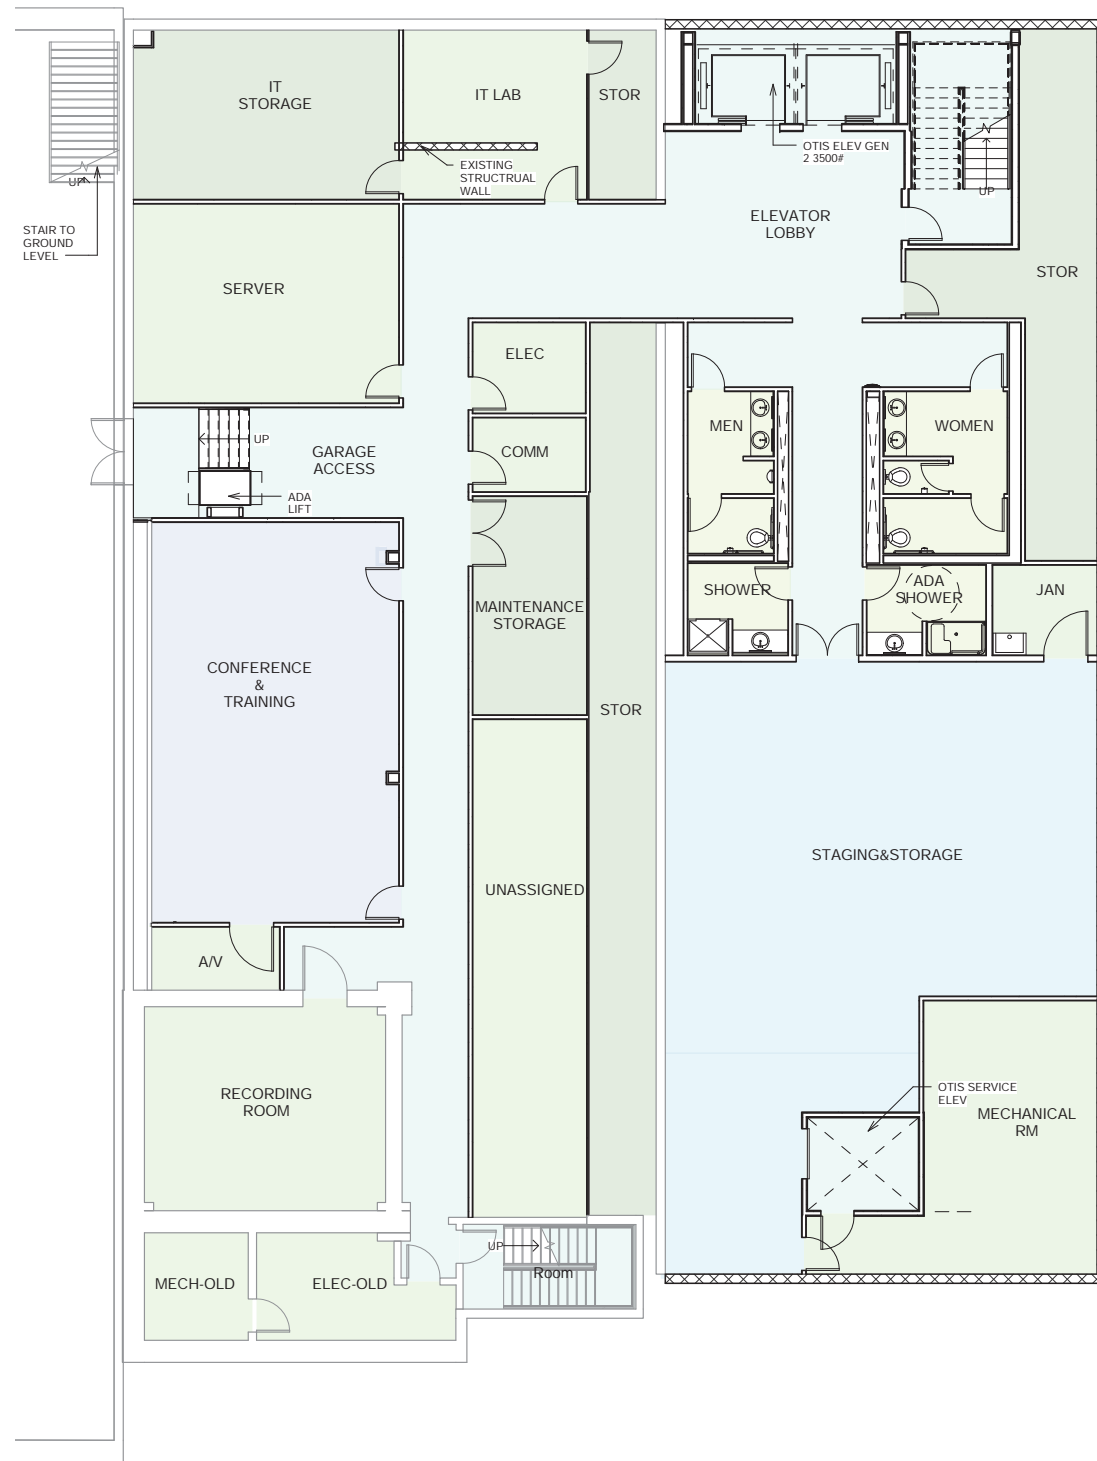 IT
STORAGE
IT LAB
STOR
OTIS ELEV GEN
2 3500#
EXISTING
STRUCTRUAL
WALL
UP
UP
STAIR TO
GROUND
LEVEL
ELEVATOR
LOBBY
STOR
SERVER
ELEC
MEN
WOMEN
UP
GARAGE
ACCESS
COMM
ADA
LIFT
SHOWER
ADA
SHOWER
JAN
MAINTENANCE
STORAGE
CONFERENCE
&
TRAINING
STOR
STAGING&STORAGE
UNASSIGNED
A/V
RECORDING
ROOM
OTIS SERVICE
ELEV
MECHANICAL
RM
UP
Room
MECH-OLD
ELEC-OLD